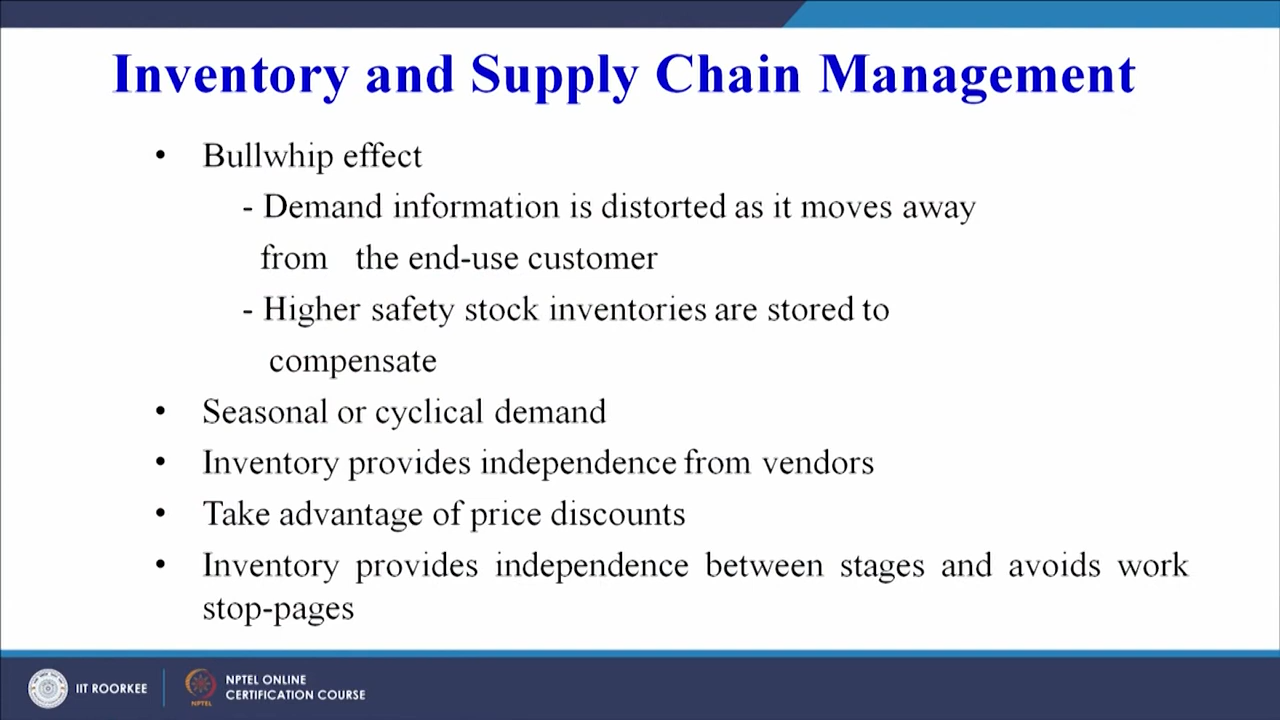 Inventory and Supply Chain Management
• Bullwhip effect
- Demand information is distorted as it moves away
from the end-use customer
- Higher safety stock inventories are stored to
compensate
• Seasonal or cyclical demand
• Inventory provides independence from vendors
• Take advantage of price discounts
• Inventory provides independence between stages and avoids work
stop-pages
IIT ROORKEE
NPTEL
NPTEL ONLINE
CERTIFICATION COURSE